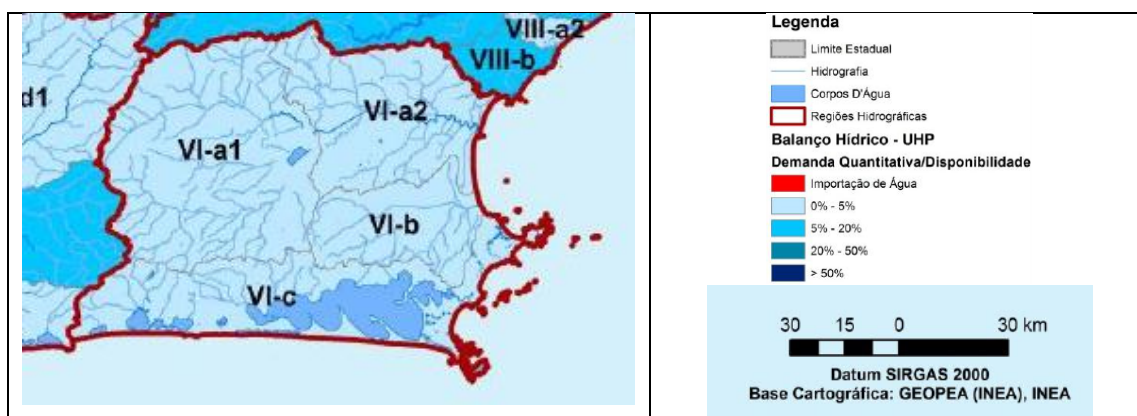 VIII-a2
VIII-b
d1
VI-a2
VI-a1
VI-b
VI-c
Legenda
Limite Estadual
Hidrografia
Corpos D'Água
Regiões Hidrográficas
Balanço Hídrico - UHP
Demanda Quantitativa/Disponibilidade
Importação de Água
0% - 5%
5% - 20%
20% - 50%
> 50%
30 15 0 30 km
Datum SIRGAS 2000
Base Cartográfica: GEOPEA (INEA), INEA